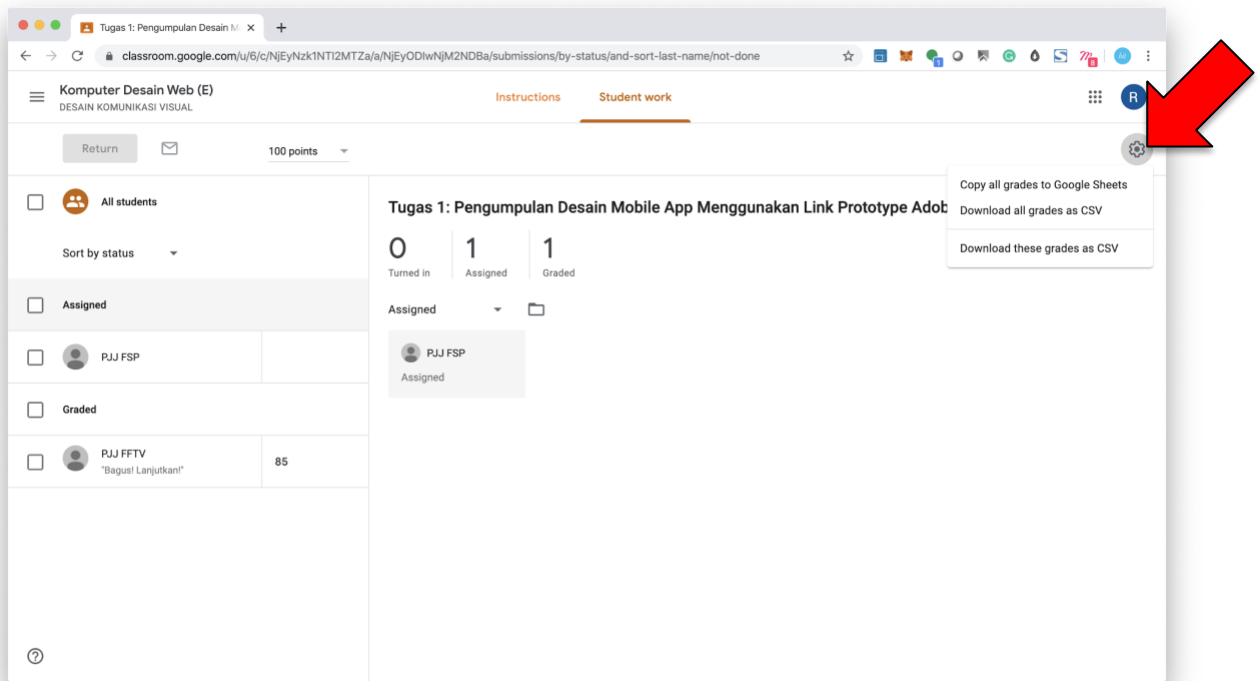 Tugas 1: Pengumpulan Desain M
classroom.google.com/u/6/c/NjEyNzk1NTI2MTZa/a/NjEyODIwNjM2NDBa/submissions/by-status/and-sort-last-name/not-done
Komputer Desain Web (E)
DESAIN KOMUNIKASI VISUAL
Instructions
Student work
R
Return
100 points
Copy all grades to Google Sheets
Download all grades as CSV
Download these grades as CSV
All students
Sort by status
Assigned
PJJ FSP
Graded
PJJ FFTV
"Bagus! Lanjutkan!"
85
Tugas 1: Pengumpulan Desain Mobile App Menggunakan Link Prototype Adob
0
Turned in
1
Assigned
1
Graded
Assigned
PJJ FSP
Assigned